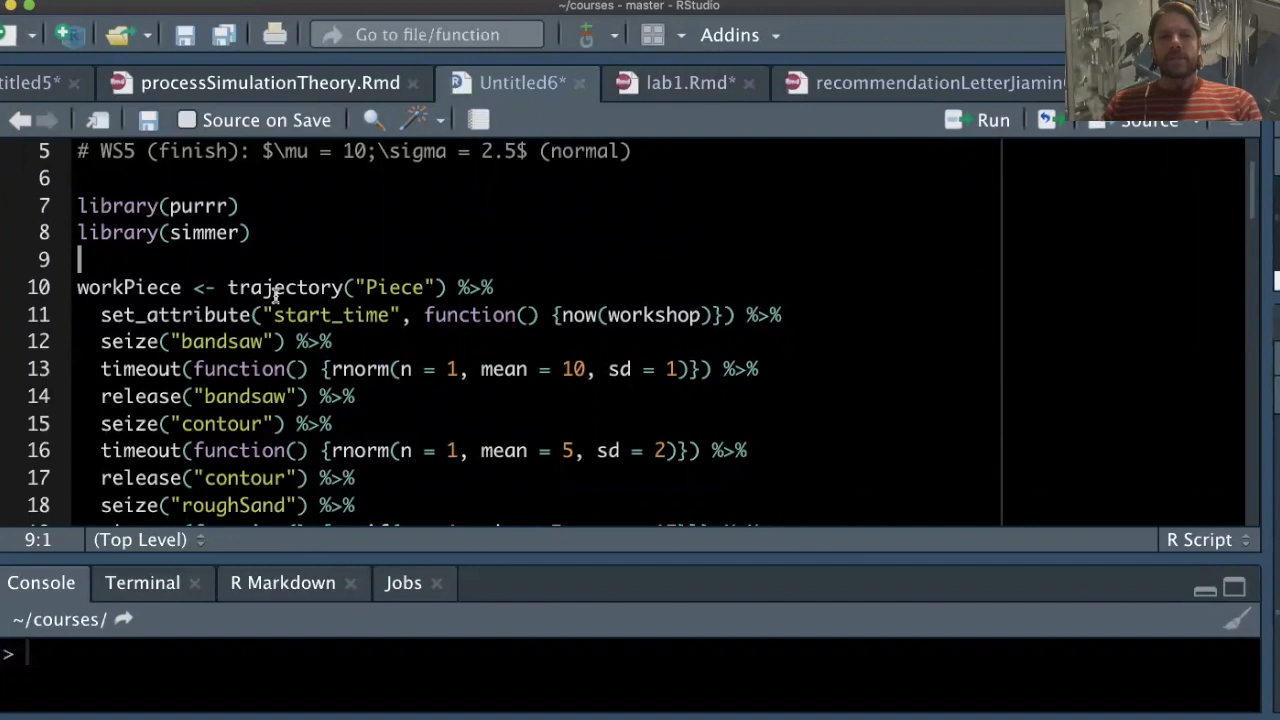 ~/courses - master - RStudio
Go to file/function
Addins
titled5*
processSimulationTheory.Rmd
Untitled6*
lab1.Rmd*
recommendationLetterJiamin
Source on Save
Run
Source
5 # WS5 (finish): $\mu = 10;\sigma = 2.5$ (normal)
6
7 library(purrr)
8 library(simmer)
9
10 workPiece <- trajectory("Piece") %>%
11 set_attribute("start_time", function() {now(workshop)}) %>%
12 seize("bandsaw") %>%
13 timeout(function() {rnorm(n = 1, mean = 10, sd = 1)}) %>%
14 release("bandsaw") %>%
15 seize("contour") %>%
16 timeout(function() {rnorm(n = 1, mean = 5, sd = 2)}) %>%
17 release("contour") %>%
18 seize("roughSand") %>%
9:1 (Top Level) R Script
Console Terminal R Markdown Jobs
~/courses/
>